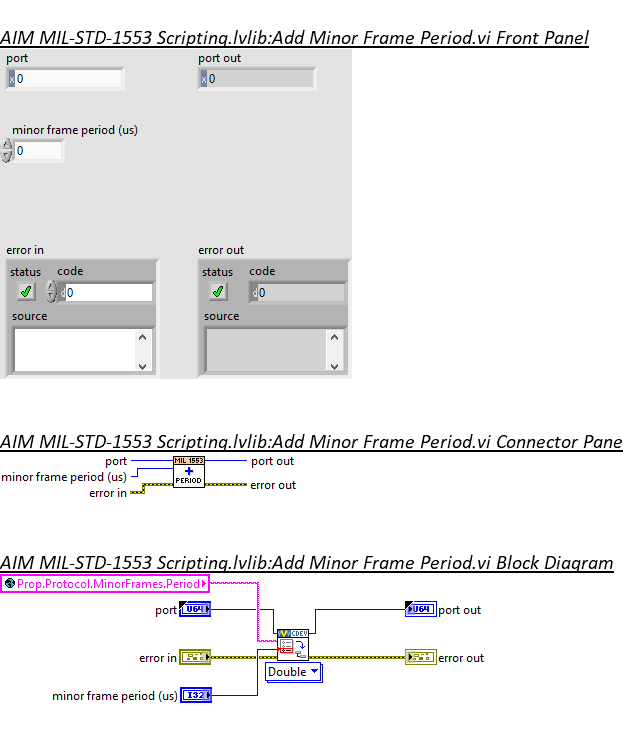 AIM MIL-STD-1553 Scripting.lvlib:Add Minor Frame Period.vi Front Panel
port port out
x 0 x 0
minor frame period (us)
0
error in error out
status code status code
d 0 d 0
source source
AIM MIL-STD-1553 Scripting.lvlib:Add Minor Frame Period.vi Connector Pane
port MIL 1553 port out
minor frame period (us)
error in PERIOD error out
AIM MIL-STD-1553 Scripting.lvlib:Add Minor Frame Period.vi Block Diagram
Prop.Protocol.MinorFrames.Period
port U64 U64 port out
CDEV
error in error out
Double
minor frame period (us) I32